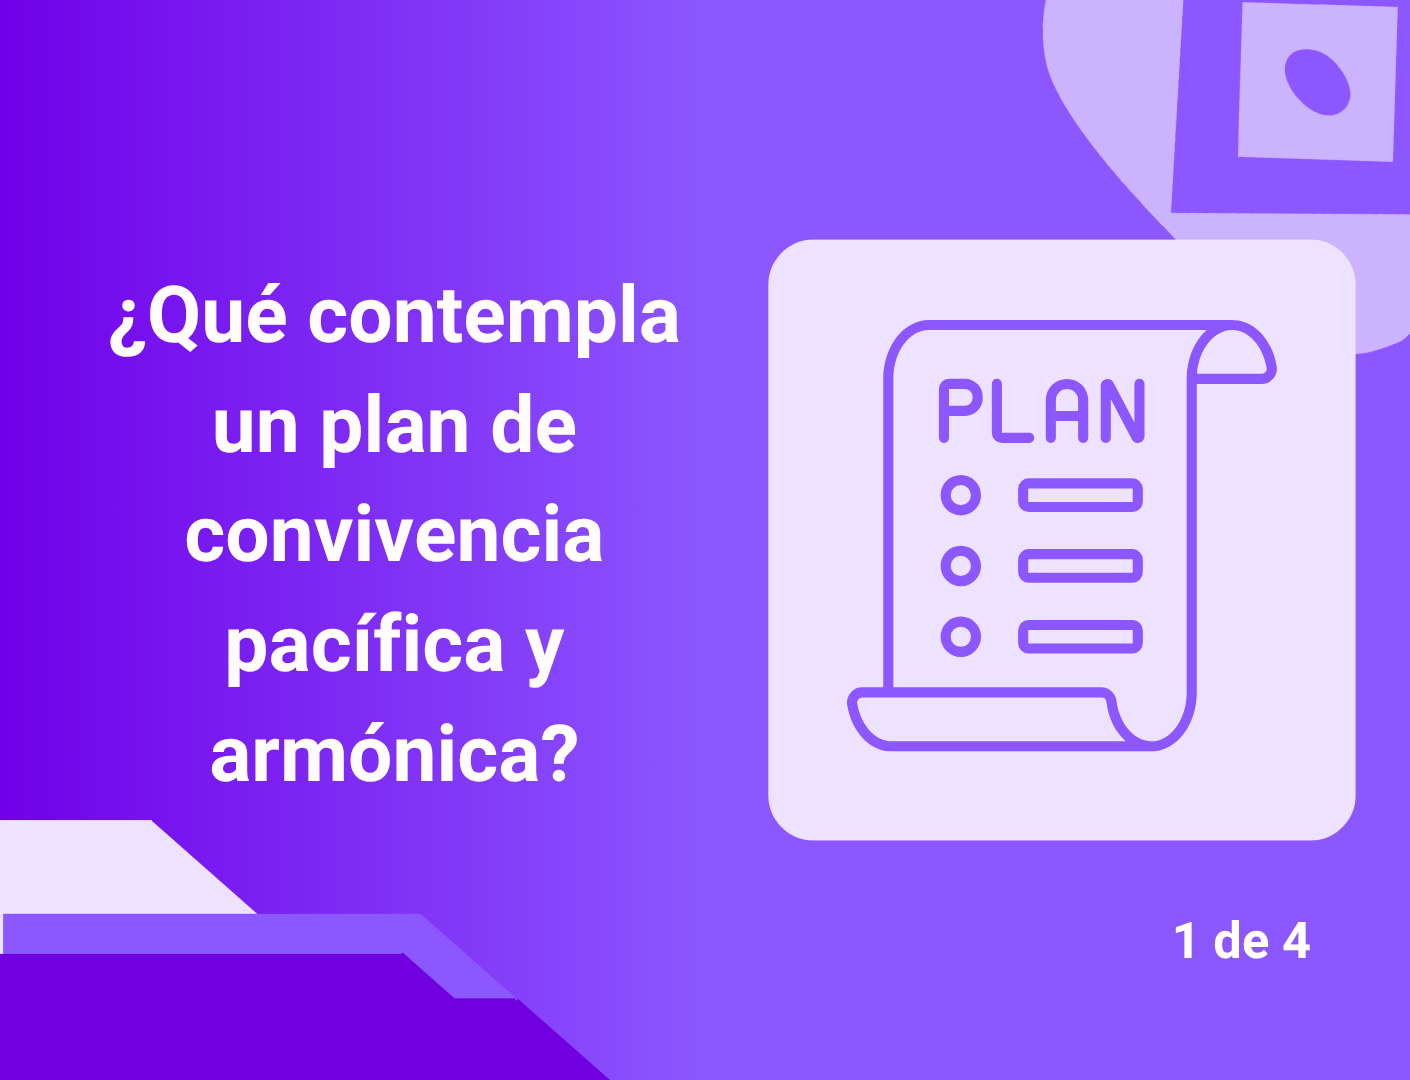 ¿Qué contempla
un plan de
convivencia
pacífica y
armónica?
PLAN
1 de 4